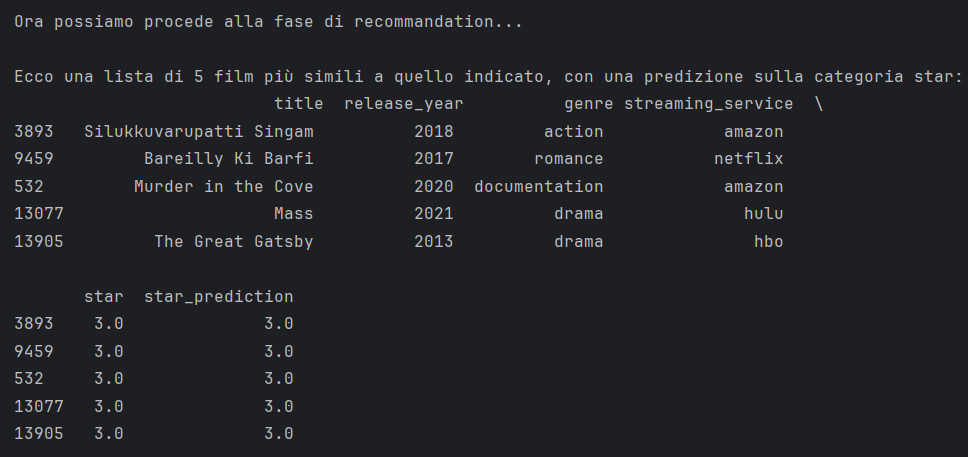 Ora possiamo procede alla fase di recommandation...
Ecco una lista di 5 film più simili a quello indicato, con una predizione sulla categoria star:
title release_year genre streaming_service \
3893 Silukkuvarupatti Singam 2018 action amazon
9459 Bareilly Ki Barfi 2017 romance netflix
532 Murder in the Cove 2020 documentation amazon
13077 Mass 2021 drama hulu
13905 The Great Gatsby 2013 drama hbo
star star_prediction
3893 3.0 3.0
9459 3.0 3.0
532 3.0 3.0
13077 3.0 3.0
13905 3.0 3.0